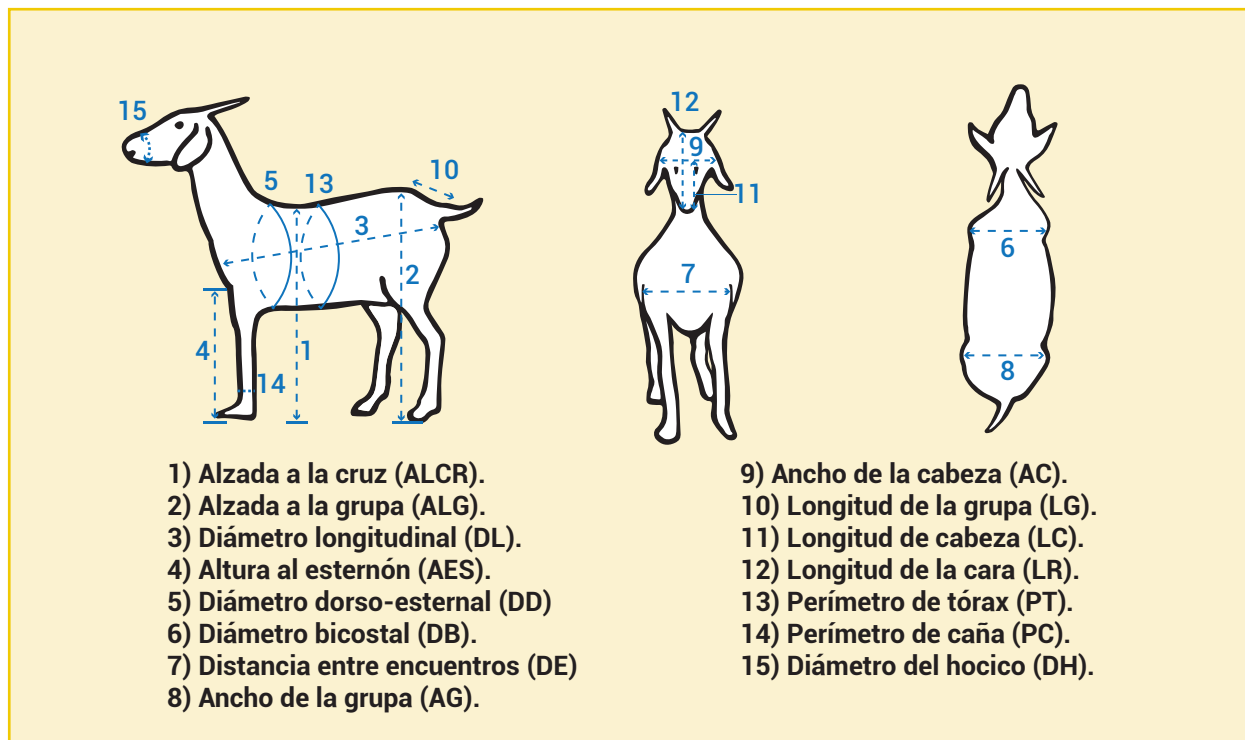 15
5
13
10
3
2
4
1
14
12
9
11
7
6
8
1) Alzada a la cruz (ALCR).
2) Alzada a la grupa (ALG).
3) Diámetro longitudinal (DL).
4) Altura al esternón (AES).
5) Diámetro dorso-esternal (DD)
6) Diámetro bicostal (DB).
7) Distancia entre encuentros (DE)
8) Ancho de la grupa (AG).
9) Ancho de la cabeza (AC).
10) Longitud de la grupa (LG).
11) Longitud de cabeza (LC).
12) Longitud de la cara (LR).
13) Perímetro de tórax (PT).
14) Perímetro de caña (PC).
15) Diámetro del hocico (DH).